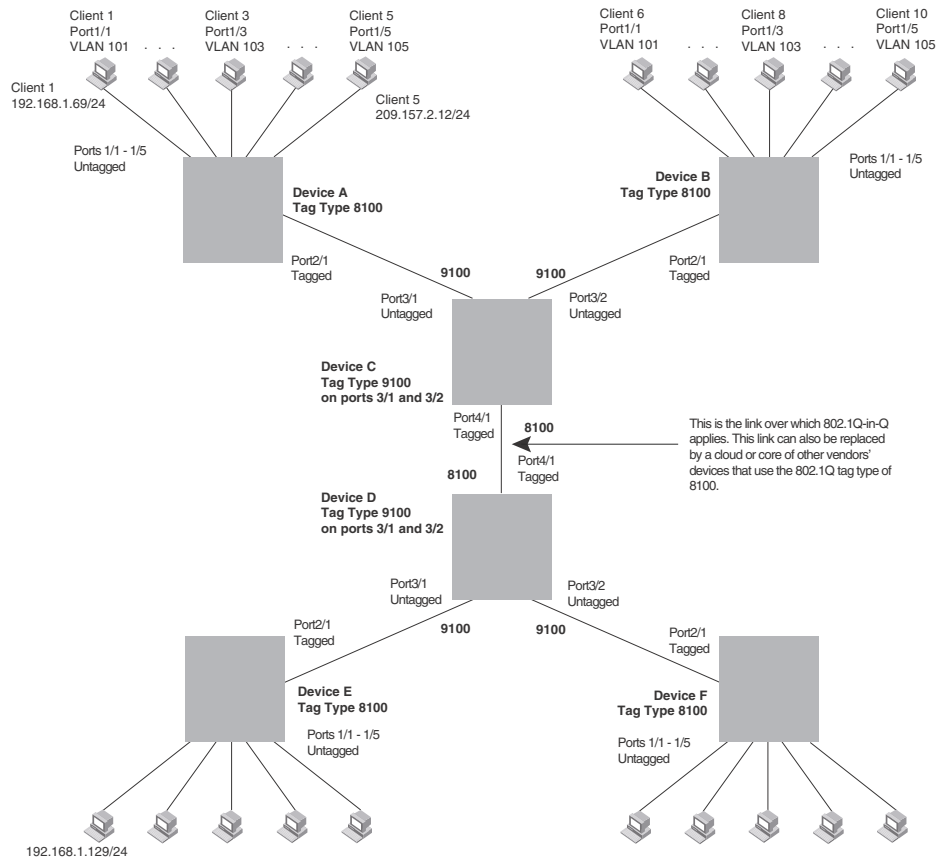 Client 1
Port1/1
VLAN 101
. . .
Client 3
Port1/3
VLAN 103
. . .
Client 5
Port1/5
VLAN 105
Client 6
Port1/1
VLAN 101
. . .
Client 8
Port1/3
VLAN 103
. . .
Client 10
Port1/5
VLAN 105
Client 1
192.168.1.69/24
Client 5
209.157.2.12/24
Ports 1/1 - 1/5
Untagged
Ports 1/1 - 1/5
Untagged
Device A
Tag Type 8100
Device B
Tag Type 8100
Port2/1
Tagged
9100
9100
Port2/1
Tagged
Port3/1
Untagged
Port3/2
Untagged
Device C
Tag Type 9100
on ports 3/1 and 3/2
Port4/1
Tagged
8100
This is the link over which 802.1Q-in-Q
applies. This link can also be replaced
by a cloud or core of other vendors'
devices that use the 802.1Q tag type of
8100.
Port4/1
Tagged
8100
Device D
Tag Type 9100
on ports 3/1 and 3/2
Port3/1
Untagged
Port3/2
Untagged
Port2/1
Tagged
9100
9100
Port2/1
Tagged
Device E
Tag Type 8100
Device F
Tag Type 8100
Ports 1/1 - 1/5
Untagged
Ports 1/1 - 1/5
Untagged
192.168.1.129/24